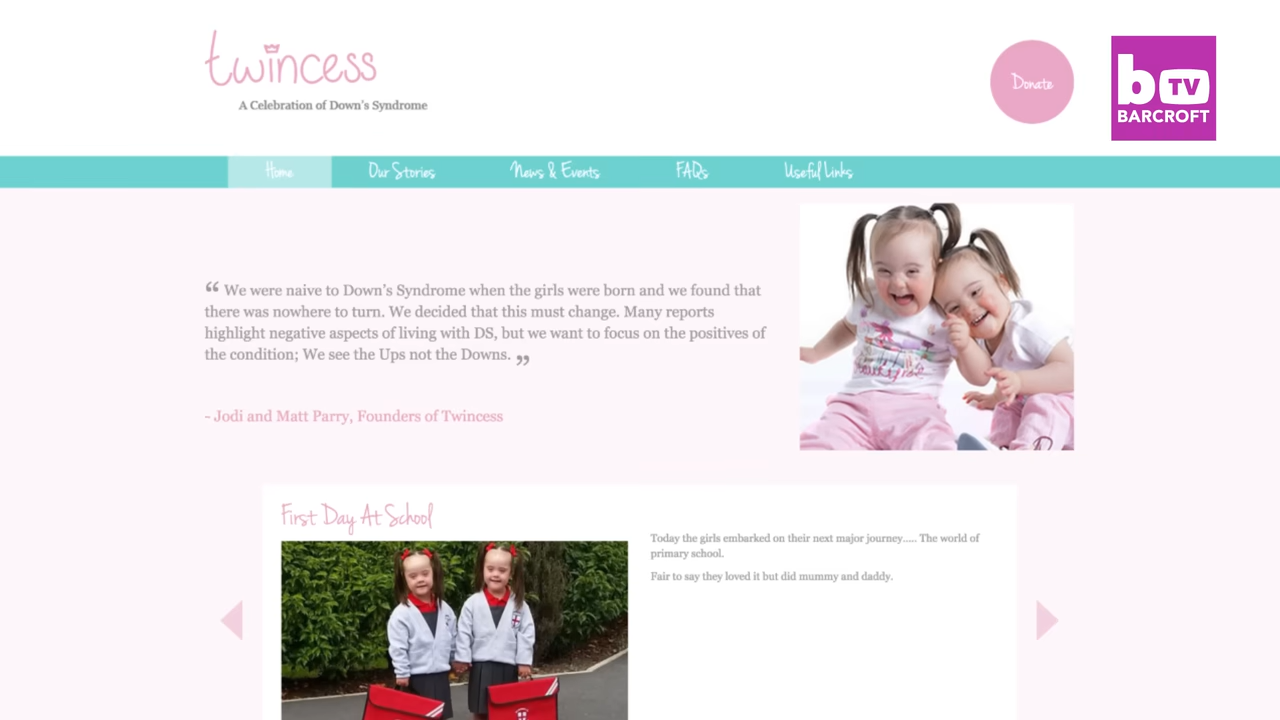 twincess
A Celebration of Down's Syndrome
Donate
b TV
BARCROFT
Home Our Stories News & Events FAQs Useful Links
“ We were naive to Down's Syndrome when the girls were born and we found that
there was nowhere to turn. We decided that this must change. Many reports
highlight negative aspects of living with DS, but we want to focus on the positives of
the condition; We see the Ups not the Downs. ”
- Jodi and Matt Parry, Founders of Twincess
First Day At School
Today the girls embarked on their next major journey..... The world of
primary school.
Fair to say they loved it but did mummy and daddy.